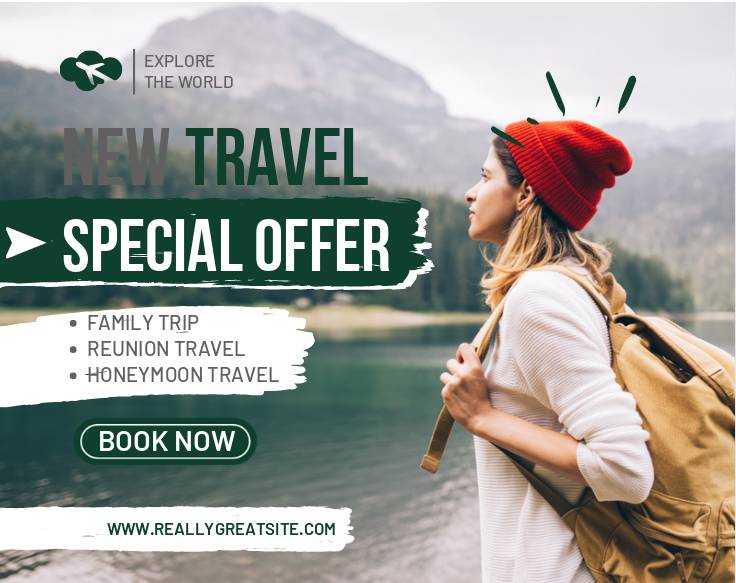 EXPLORE
THE WORLD
NEW TRAVEL
SPECIAL OFFER
• FAMILY TRIP
• REUNION TRAVEL
• HONEYMOON TRAVEL
BOOK NOW
WWW.REALLYGREATSITE.COM